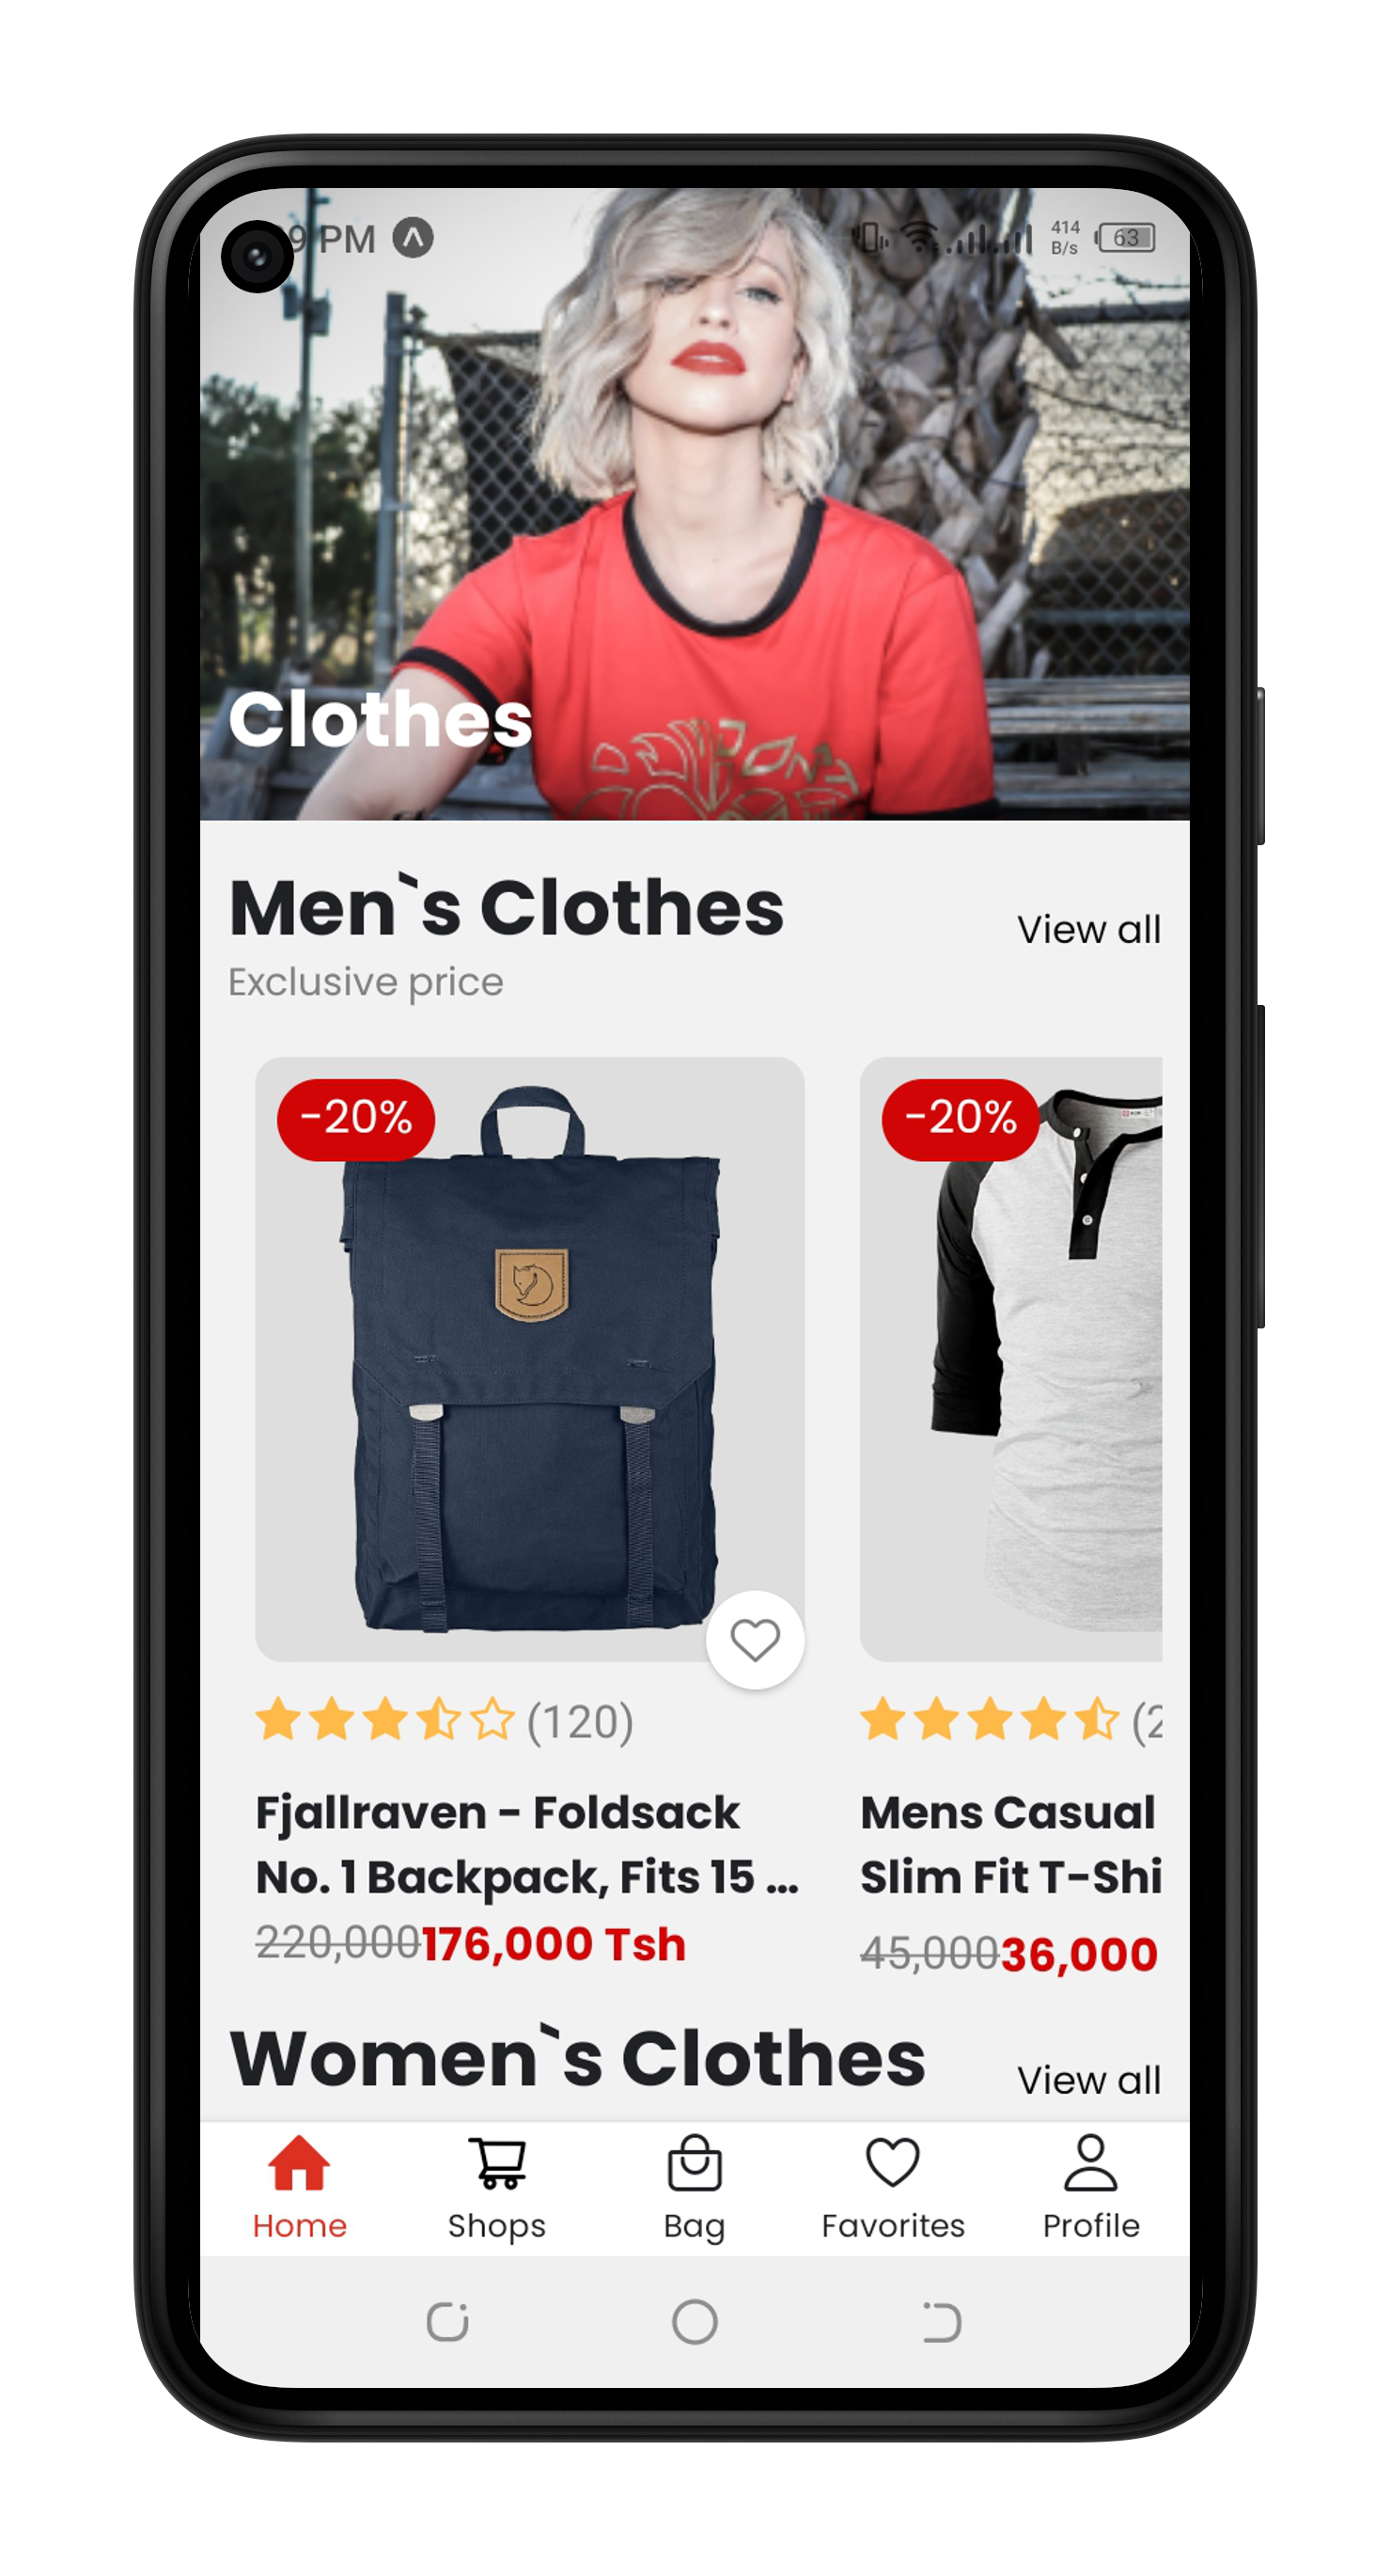 9 PM
414
B/s
63
Clothes
Men`s Clothes
View all
Exclusive price
-20%
-20%
(120)
(2
Fjallraven - Foldsack
No. 1 Backpack, Fits 15 ...
220,000176,000 Tsh
Mens Casual
Slim Fit T-Shi
45,00036,000
Women`s Clothes
View all
Home
Shops
Bag
Favorites
Profile